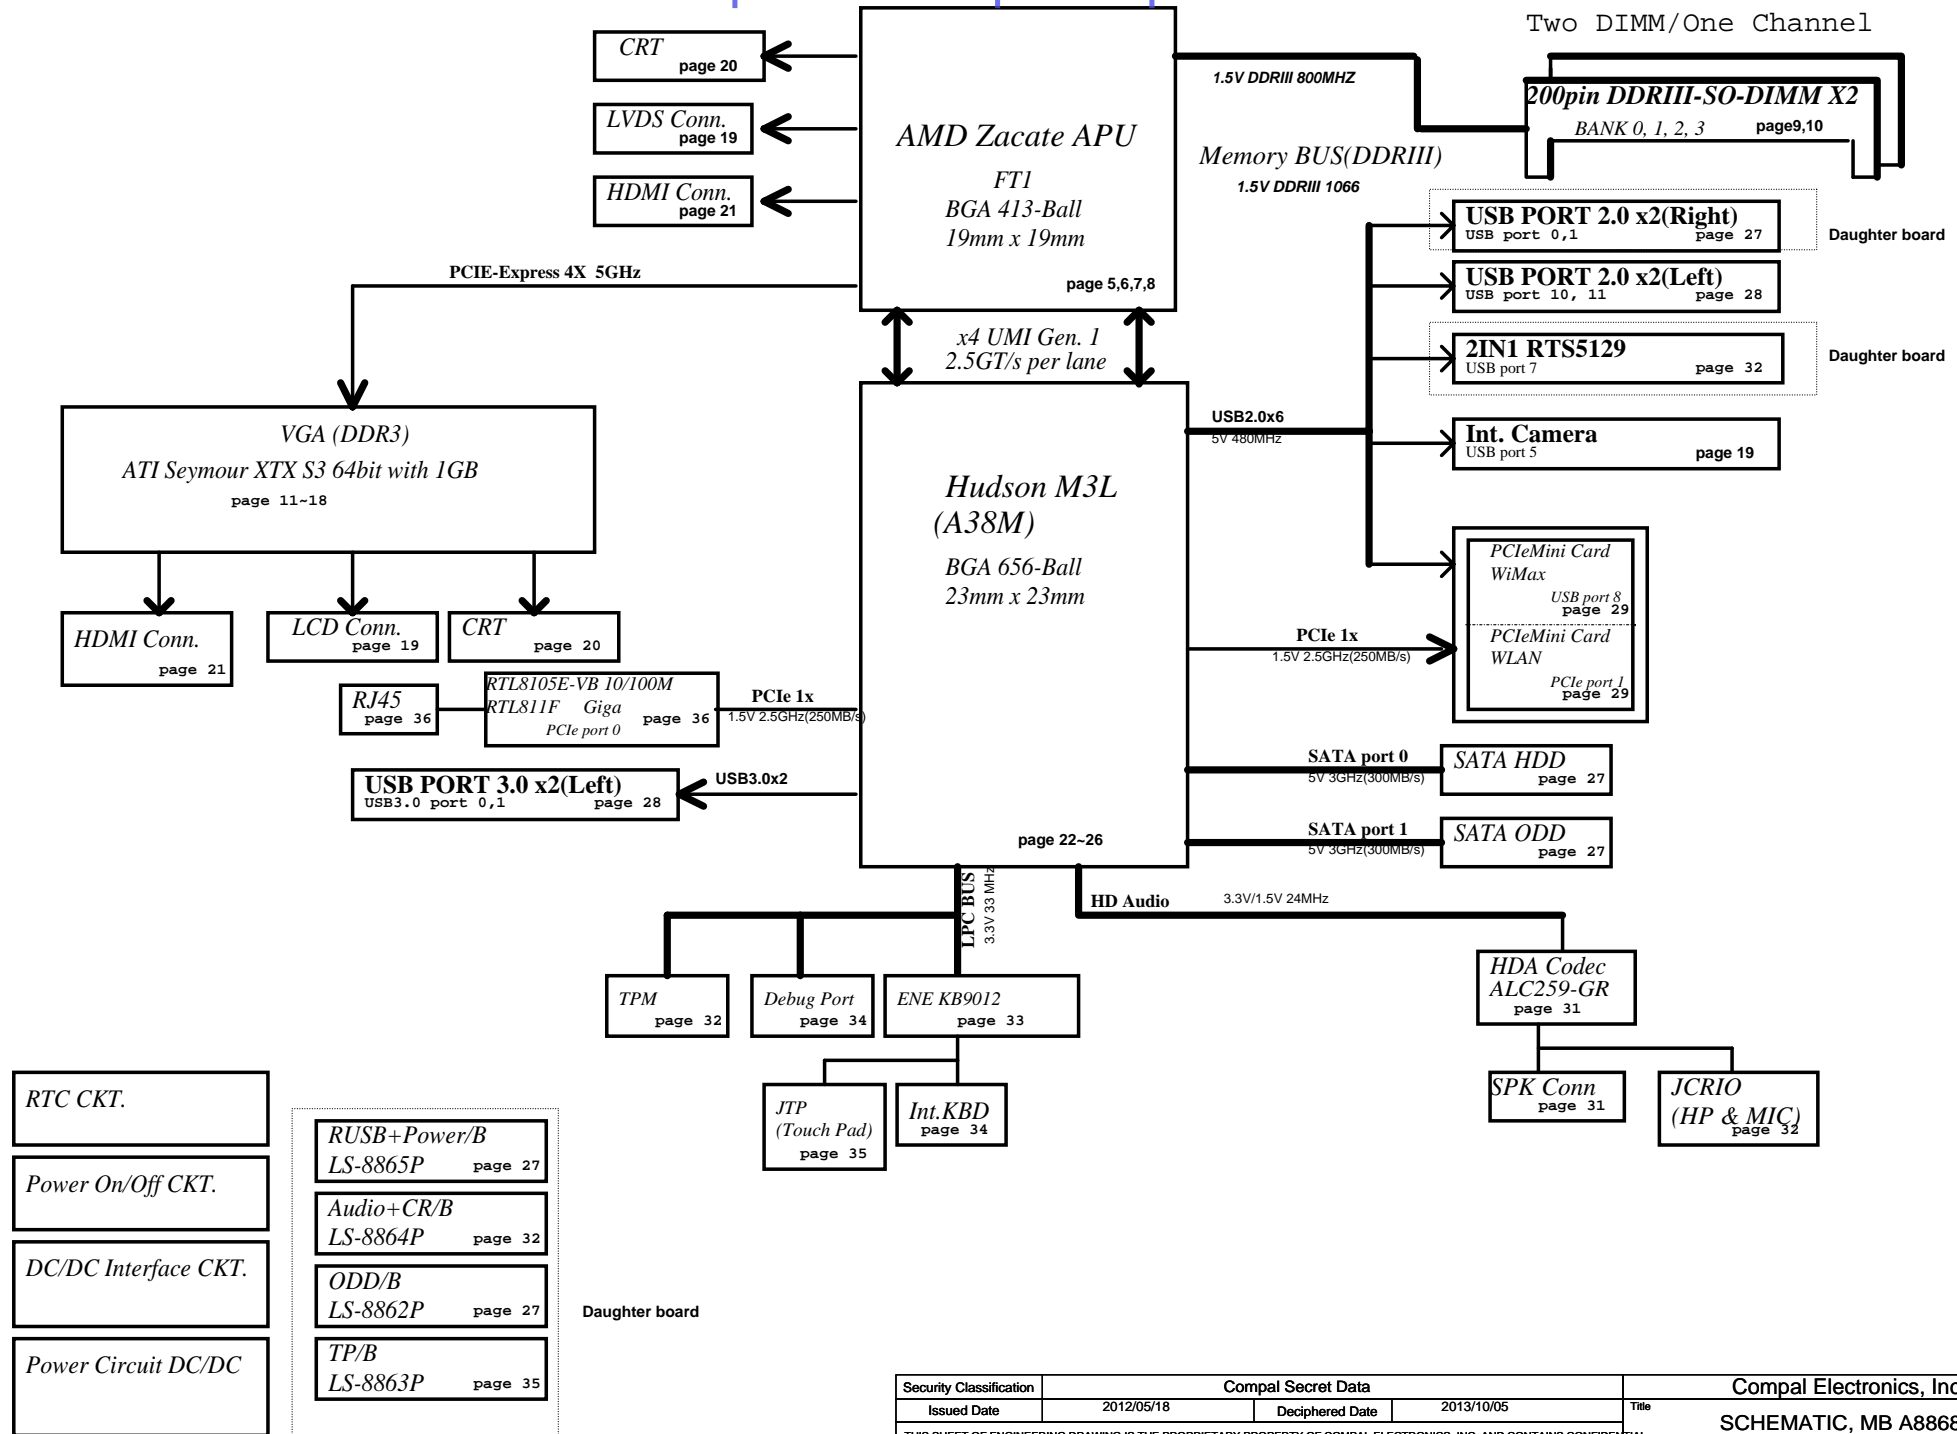 Two DIMM/One Channel
CRT
page 20
LVDS Conn.
page 19
HDMI Conn.
page 21
AMD Zacate APU
FT1
BGA 413-Ball
19mm x 19mm
page 5,6,7,8
1.5V DDRIII 800MHZ
Memory BUS(DDRIII)
1.5V DDRIII 1066
200pin DDRIII-SO-DIMM X2
BANK 0, 1, 2, 3 page9,10
USB PORT 2.0 x2(Right)
USB port 0,1 page 27
Daughter board
USB PORT 2.0 x2(Left)
USB port 10, 11 page 28
2IN1 RTS5129
USB port 7 page 32
Daughter board
Int. Camera
USB port 5 page 19
PCIE-Express 4X 5GHz
x4 UMI Gen. 1
2.5GT/s per lane
VGA (DDR3)
ATI Seymour XTX S3 64bit with 1GB
page 11~18
USB2.0x6
5V 480MHz
Hudson M3L
(A38M)
BGA 656-Ball
23mm x 23mm
page 22~26
PCIeMini Card
WiMax
USB port 8
page 29
PCIeMini Card
WLAN
PCIe port 1
page 29
PCIe 1x
1.5V 2.5GHz(250MB/s)
HDMI Conn.
page 21
LCD Conn.
page 19
CRT
page 20
RJ45
page 36
RTL8105E-VB 10/100M
RTL811F Giga
page 36
PCIe port 0
PCIe 1x
1.5V 2.5GHz(250MB/s)
USB PORT 3.0 x2(Left)
USB3.0 port 0,1 page 28
USB3.0x2
SATA port 0
5V 3GHz(300MB/s)
SATA HDD
page 27
SATA port 1
5V 3GHz(300MB/s)
SATA ODD
page 27
LPC BUS
3.3V 33 MHz
HD Audio
3.3V/1.5V 24MHz
TPM
page 32
Debug Port
page 34
ENE KB9012
page 33
HDA Codec
ALC259-GR
page 31
JTP
(Touch Pad)
page 35
Int.KBD
page 34
SPK Conn
page 31
JCRIO
(HP & MIC)
page 32
RTC CKT.
Power On/Off CKT.
DC/DC Interface CKT.
Power Circuit DC/DC
RUSB+Power/B
LS-8865P page 27
Audio+CR/B
LS-8864P page 32
ODD/B
LS-8862P page 27
TP/B
LS-8863P page 35
Daughter board
Security Classification
Compal Secret Data
Compal Electronics, Inc
Issued Date
2012/05/18
Deciphered Date
2013/10/05
Title
SCHEMATIC, MB A8868